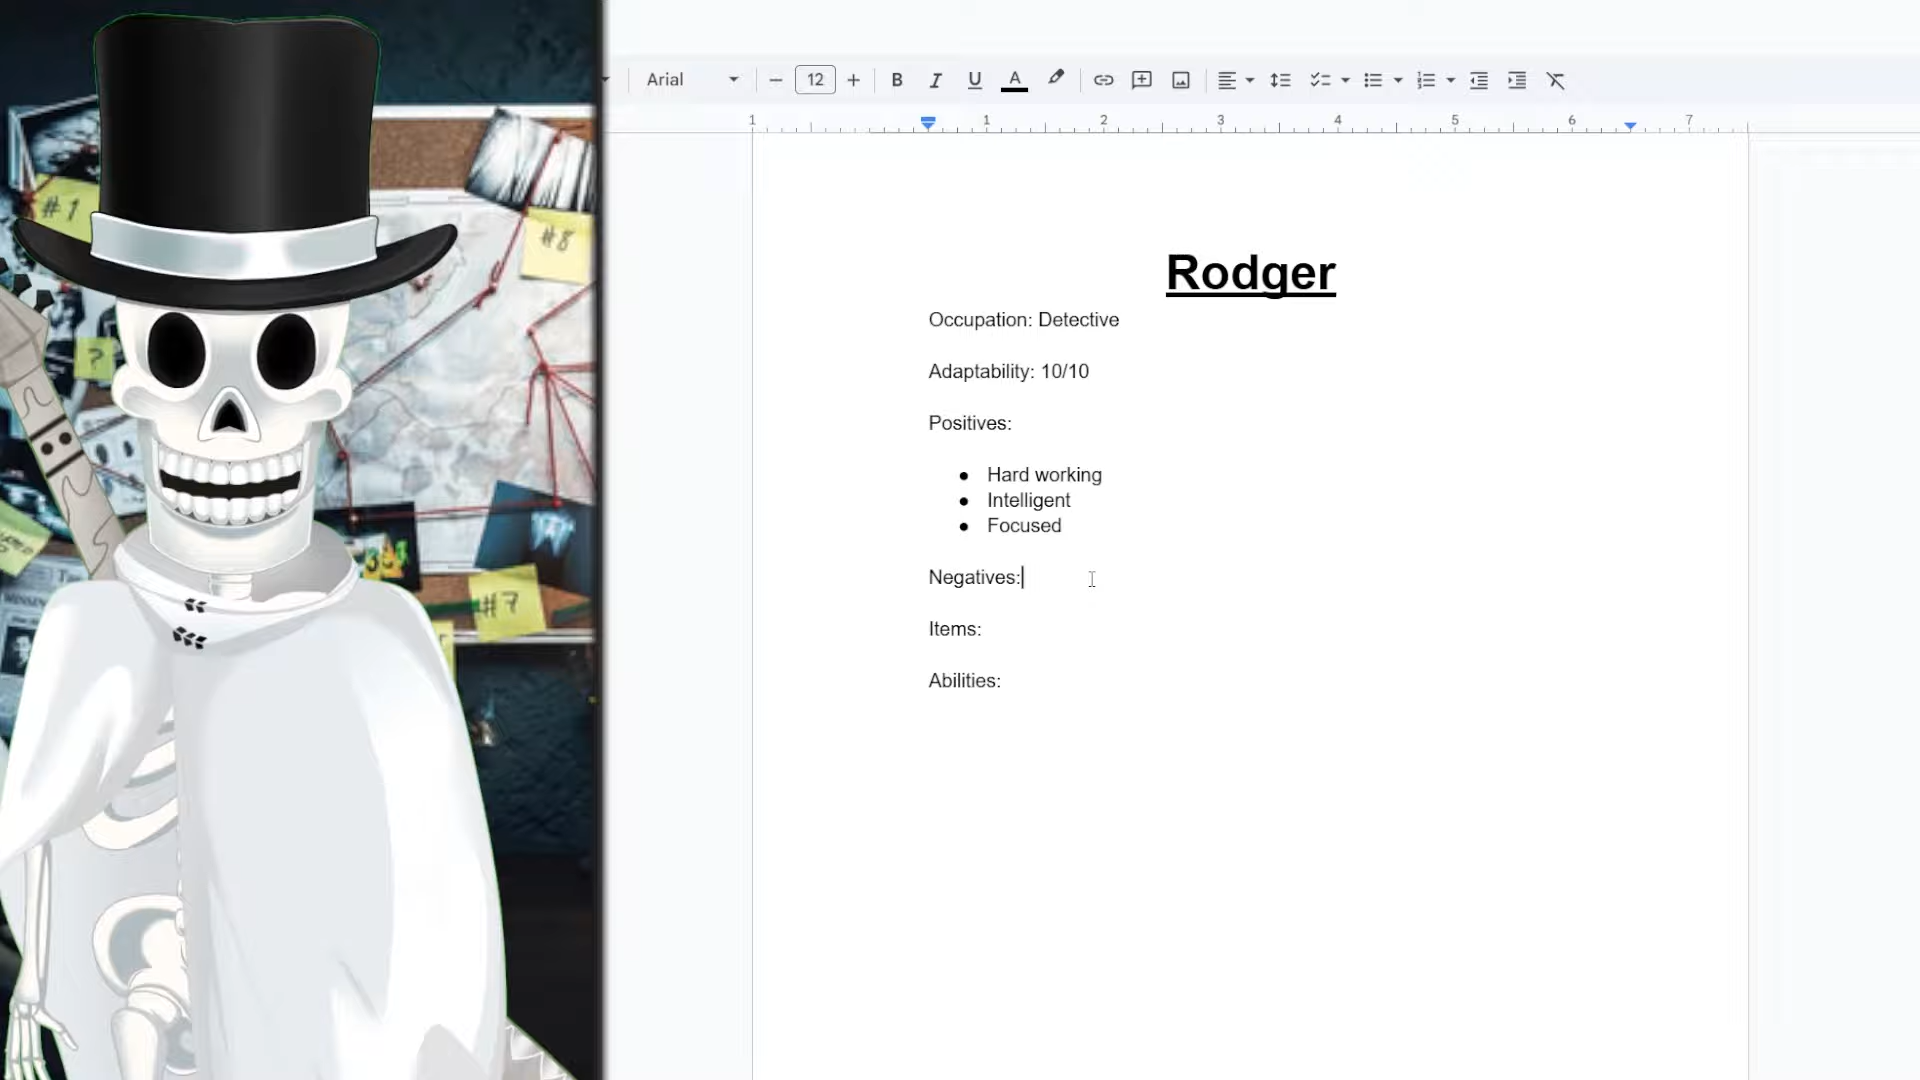 Arial
12
B
I
U
A
1
1
2
3
4
5
6
7
#1
#8
?
#7
Rodger
Occupation: Detective
Adaptability: 10/10
Positives:
● Hard working
● Intelligent
● Focused
Negatives:
Items:
Abilities: